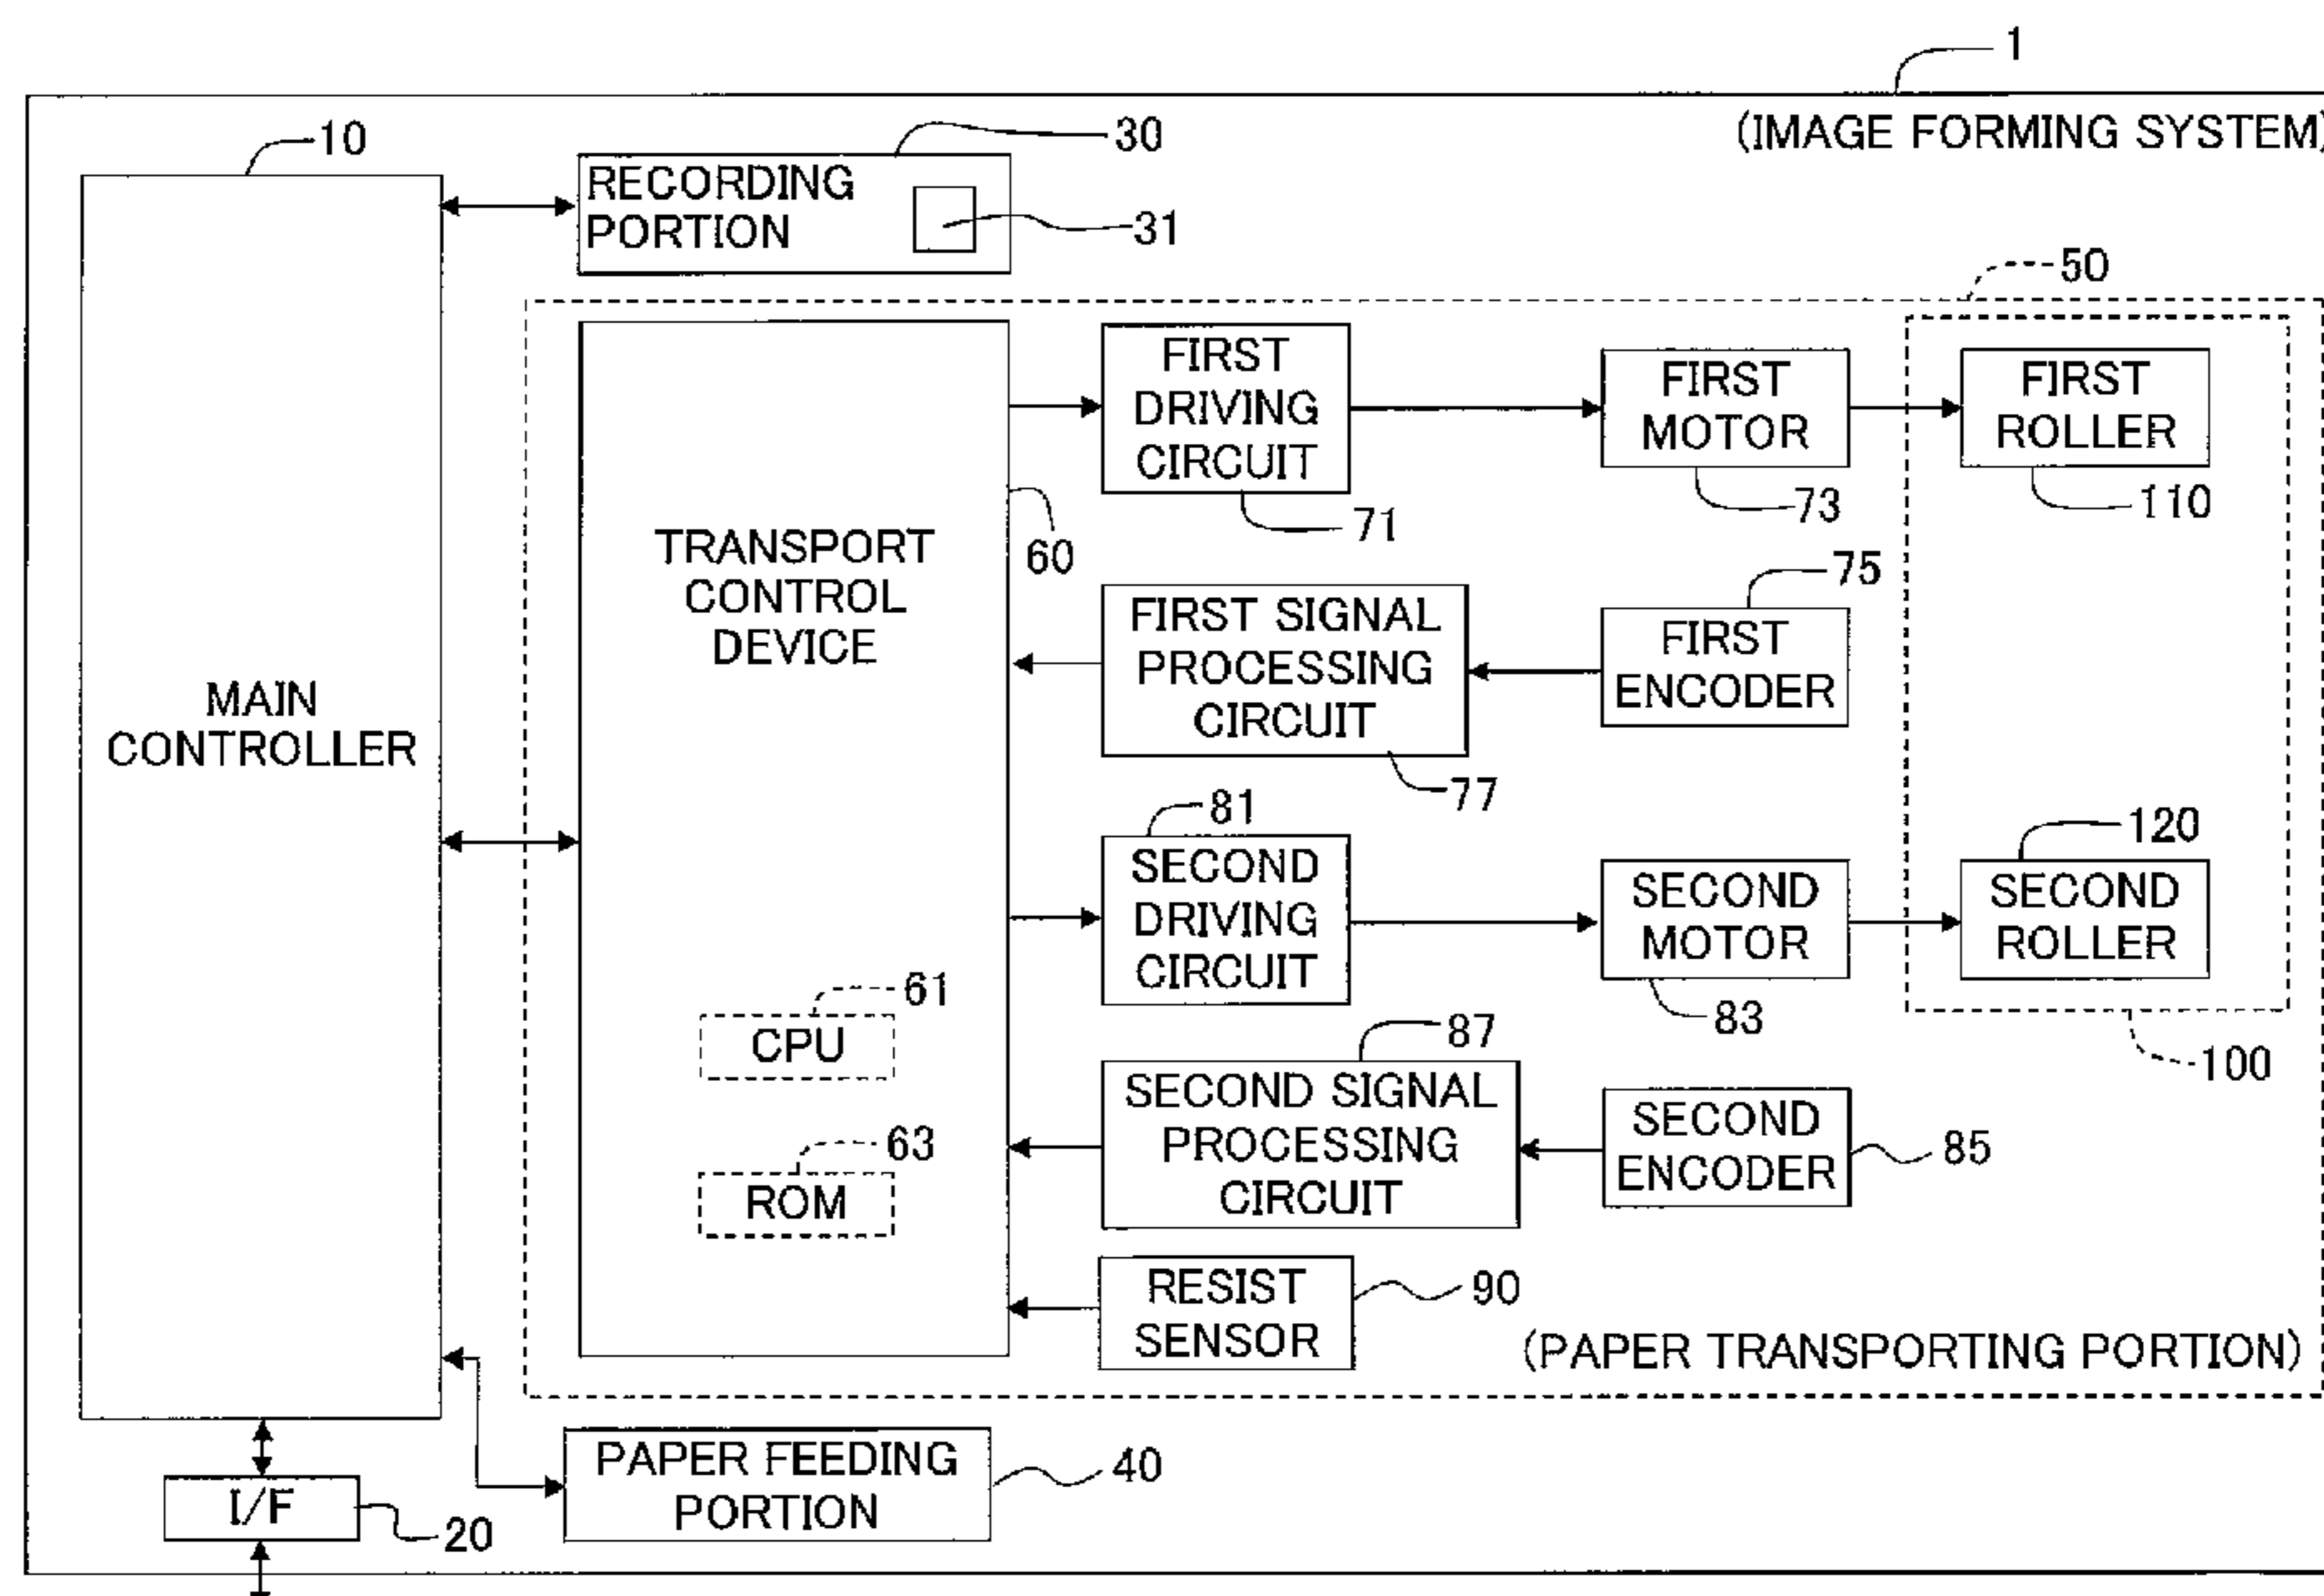 1
(IMAGE FORMING SYSTEM)
10
30
RECORDING
PORTION
31
50
FIRST
DRIVING
CIRCUIT
71
FIRST
MOTOR
73
FIRST
ROLLER
110
TRANSPORT
CONTROL
DEVICE
60
FIRST SIGNAL
PROCESSING
CIRCUIT
77
75
FIRST
ENCODER
MAIN
CONTROLLER
81
SECOND
DRIVING
CIRCUIT
SECOND
MOTOR
83
120
SECOND
ROLLER
100
61
CPU
63
ROM
87
SECOND SIGNAL
PROCESSING
CIRCUIT
SECOND
ENCODER
85
RESIST
SENSOR
90
(PAPER TRANSPORTING PORTION)
PAPER FEEDING
PORTION
40
I/F
20